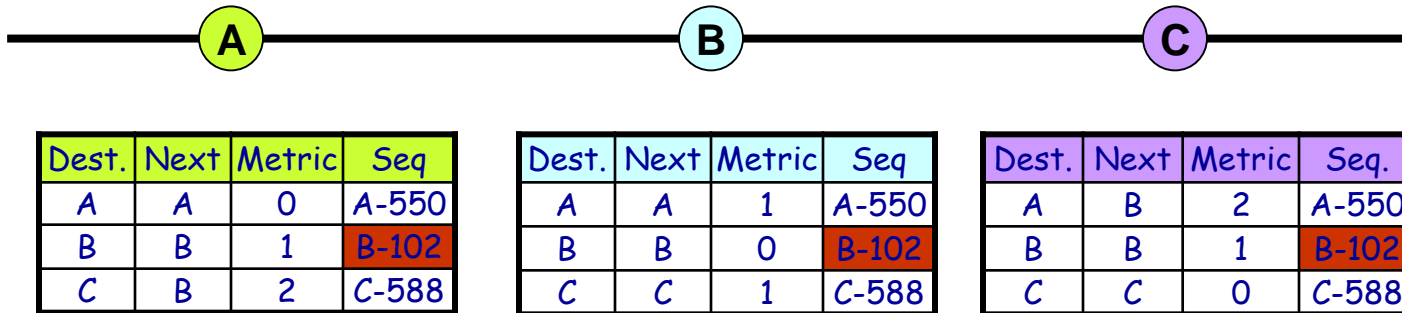 A B C
Dest. Next Metric Seq
A A 0 A-550
B B 1 B-102
C B 2 C-588
Dest. Next Metric Seq
A A 1 A-550
B B 0 B-102
C C 1 C-588
Dest. Next Metric Seq.
A B 2 A-550
B B 1 B-102
C C 0 C-588